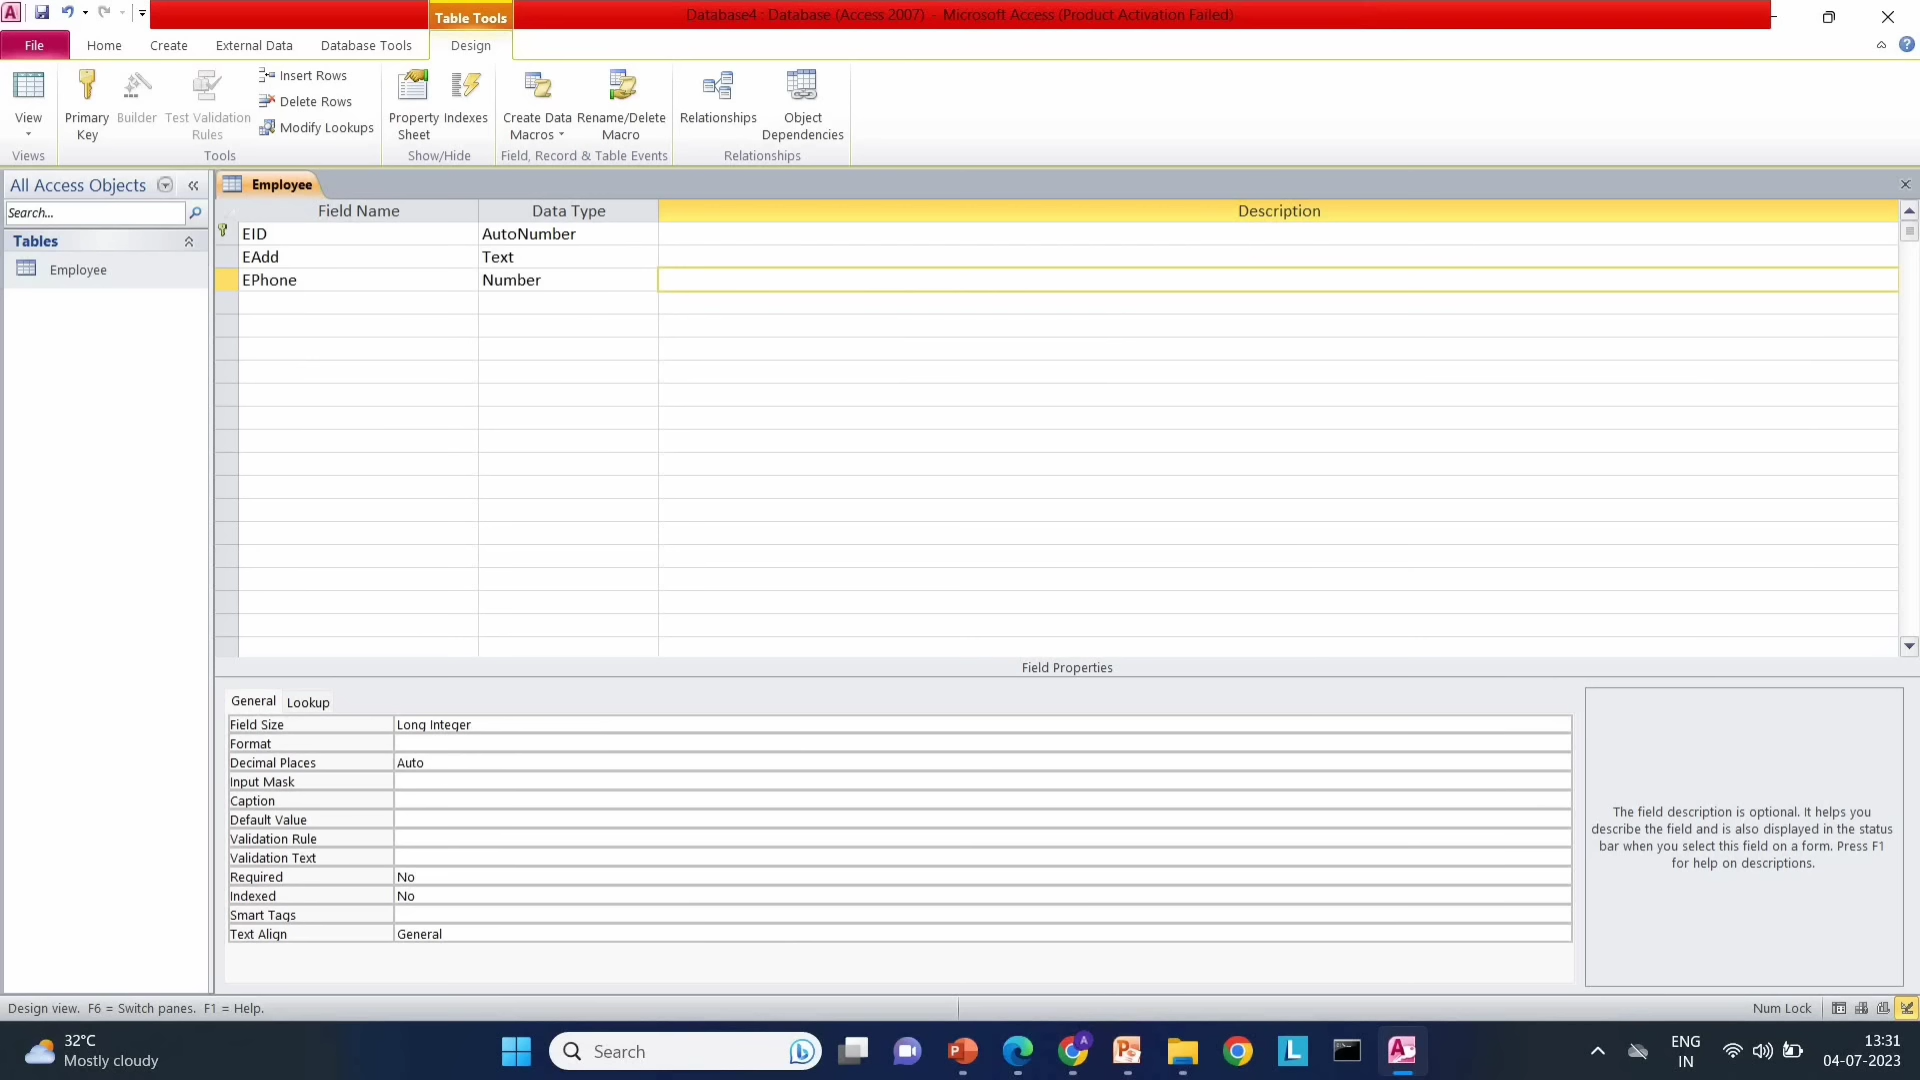 Table Tools
Database4 : Database (Access 2007) - Microsoft Access (Product Activation Failed)
File
Home
Create
External Data
Database Tools
Design
View
Primary
Key
Builder
Test Validation
Rules
Insert Rows
Delete Rows
Modify Lookups
Property
Sheet
Indexes
Create Data
Macros
Rename/Delete
Macro
Relationships
Object
Dependencies
Views
Tools
Show/Hide
Field, Record & Table Events
Relationships
All Access Objects
Search...
Tables
Employee
Employee
Field Name
Data Type
Description
EID
AutoNumber
EAdd
Text
EPhone
Number
Field Properties
General
Lookup
Field Size
Long Integer
Format
Decimal Places
Auto
Input Mask
Caption
Default Value
Validation Rule
Validation Text
Required
No
Indexed
No
Smart Tags
Text Align
General
The field description is optional. It helps you
describe the field and is also displayed in the status
bar when you select this field on a form. Press F1
for help on descriptions.
Design view. F6 = Switch panes. F1 = Help.
Num Lock
32°C
Mostly cloudy
Search
ENG
IN
13:31
04-07-2023